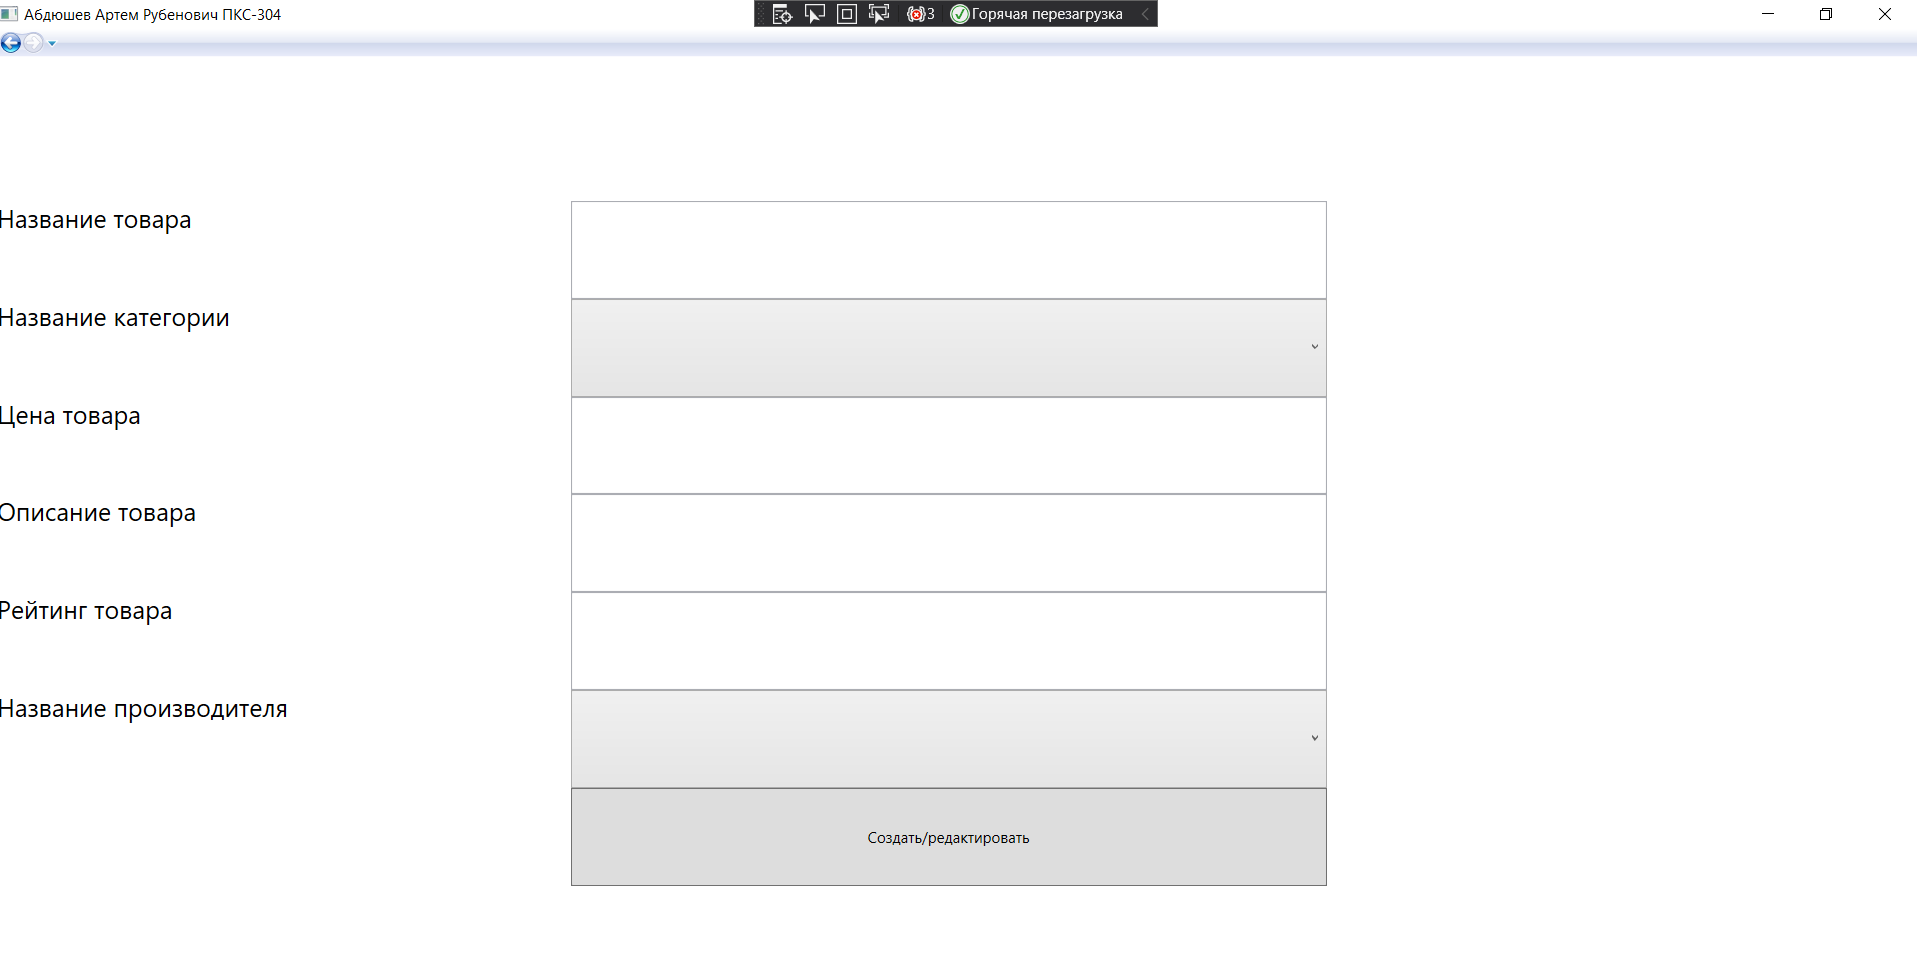 Абдюшев Артем Рубенович ПКС-304
3
Горячая перезагрузка
Название товара
Название категории
Цена товара
Описание товара
Рейтинг товара
Название производителя
Создать/редактировать